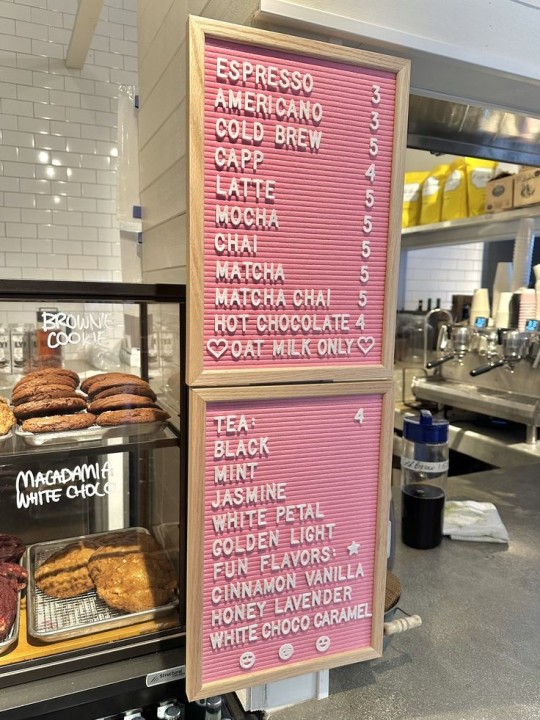 ESPRESSO 3
AMERICANO 3
COLD BREW 5
CAPP 4
LATTE 5
MOCHA 5
CHAI 5
MATCHA 5
MATCHA CHAI 5
HOT CHOCOLATE 4
♡OAT MILK ONLY♡
TEA: 4
BLACK
MINT
JASMINE
WHITE PETAL
GOLDEN LIGHT
FUN FLAVORS: ★
CINNAMON VANILLA
HONEY LAVENDER
WHITE CHOCO CARAMEL
BROWNIE
COOKIE
MACADAMIA
WHITE CHOCO